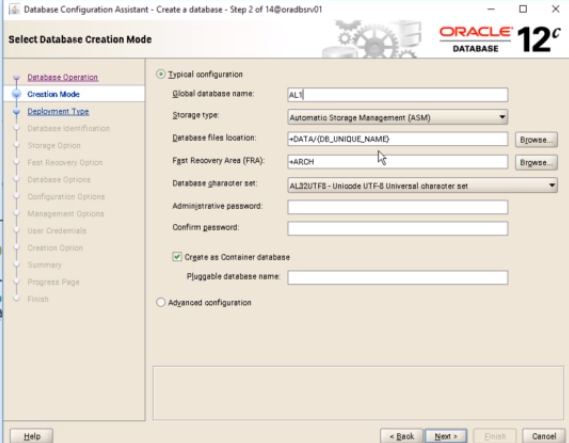 Database Configuration Assistant - Create a database - Step 2 of 14@oradbsrv01
Select Database Creation Mode
ORACLE
DATABASE
12c
Database Operation
Creation Mode
Deployment Type
Database Identification
Storage Option
Fast Recovery Option
Database Options
Configuration Options
Management Options
User Credentials
Creation Option
Summary
Progress Page
Finish
Typical configuration
Global database name: AL1
Storage type: Automatic Storage Management (ASM)
Database files location: +DATA/{DB_UNIQUE_NAME} Browse...
Fast Recovery Area (FRA): +ARCH Browse...
Database character set: AL32UTF8 - Unicode UTF-8 Universal character set
Administrative password:
Confirm password:
Create as Container database
Pluggable database name:
Advanced configuration
Help < Back Next > Finish Cancel